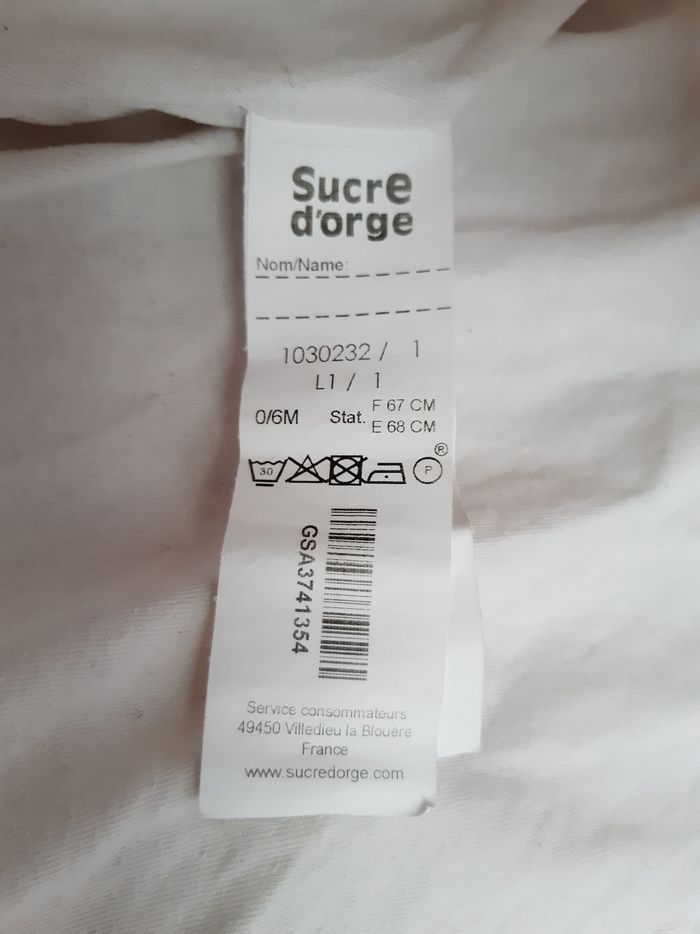 Sucre
d'orge
Nom/Name:
1030232 / 1
L1 / 1
0/6M Stat. F 67 CM
E 68 CM
30 P ®
GSA3741354
Service consommateurs
49450 Villedieu la Blouère
France
www.sucredorge.com